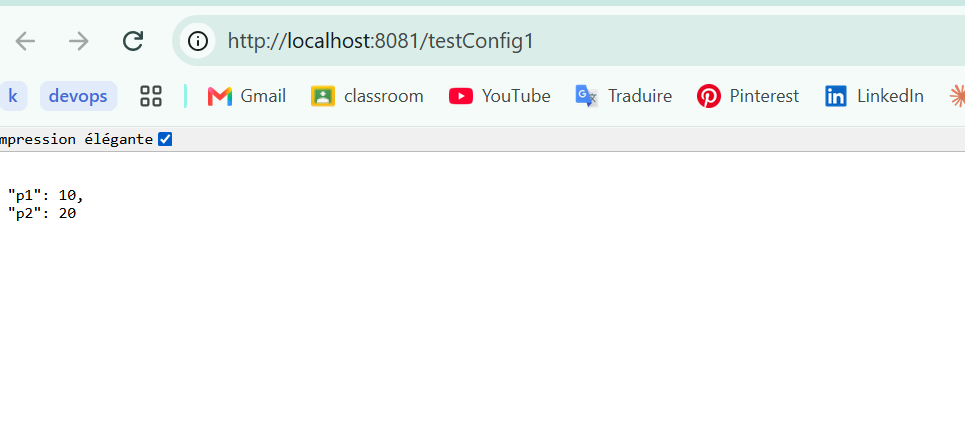 http://localhost:8081/testConfig1
k devops Gmail classroom YouTube Traduire Pinterest LinkedIn
mpression élégante
"p1": 10,
"p2": 20